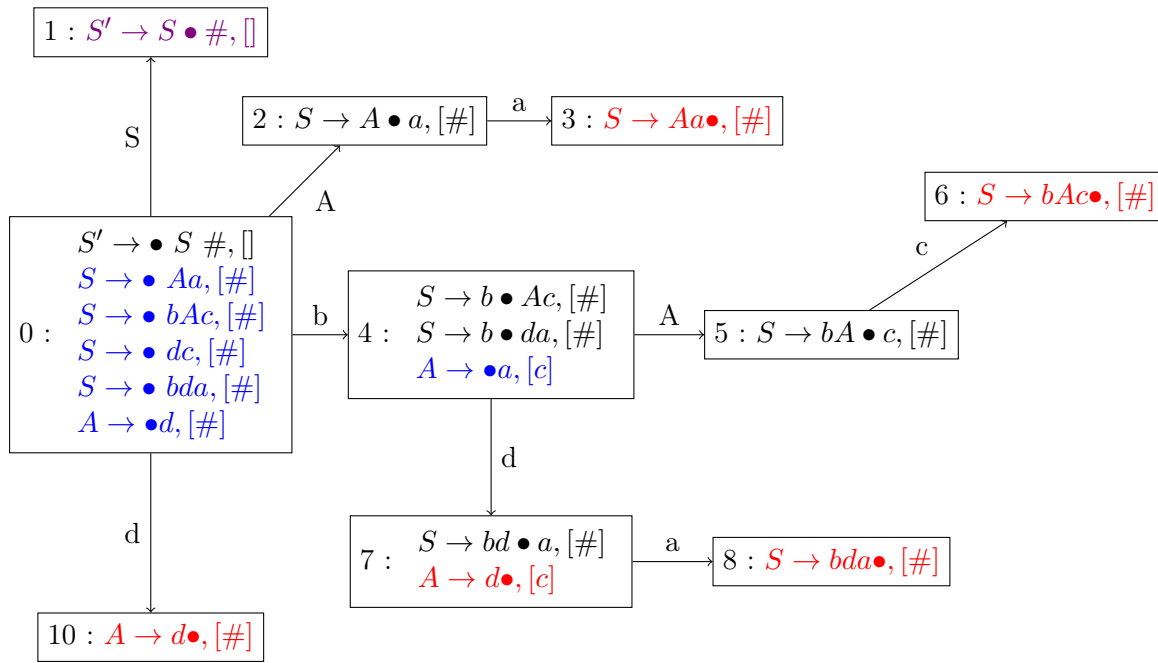 1 : S′ → S • #, []
S
2 : S → A • a, [#]
a
3 : S → Aa•, [#]
A
6 : S → bAc•, [#]
c
0 :
S′ → • S #, []
S → • Aa, [#]
S → • bAc, [#]
S → • dc, [#]
S → • bda, [#]
A → •d, [#]
b
4 :
S → b • Ac, [#]
S → b • da, [#]
A → •a, [c]
A
5 : S → bA • c, [#]
d
d
7 :
S → bd • a, [#]
A → d•, [c]
a
8 : S → bda•, [#]
10 : A → d•, [#]